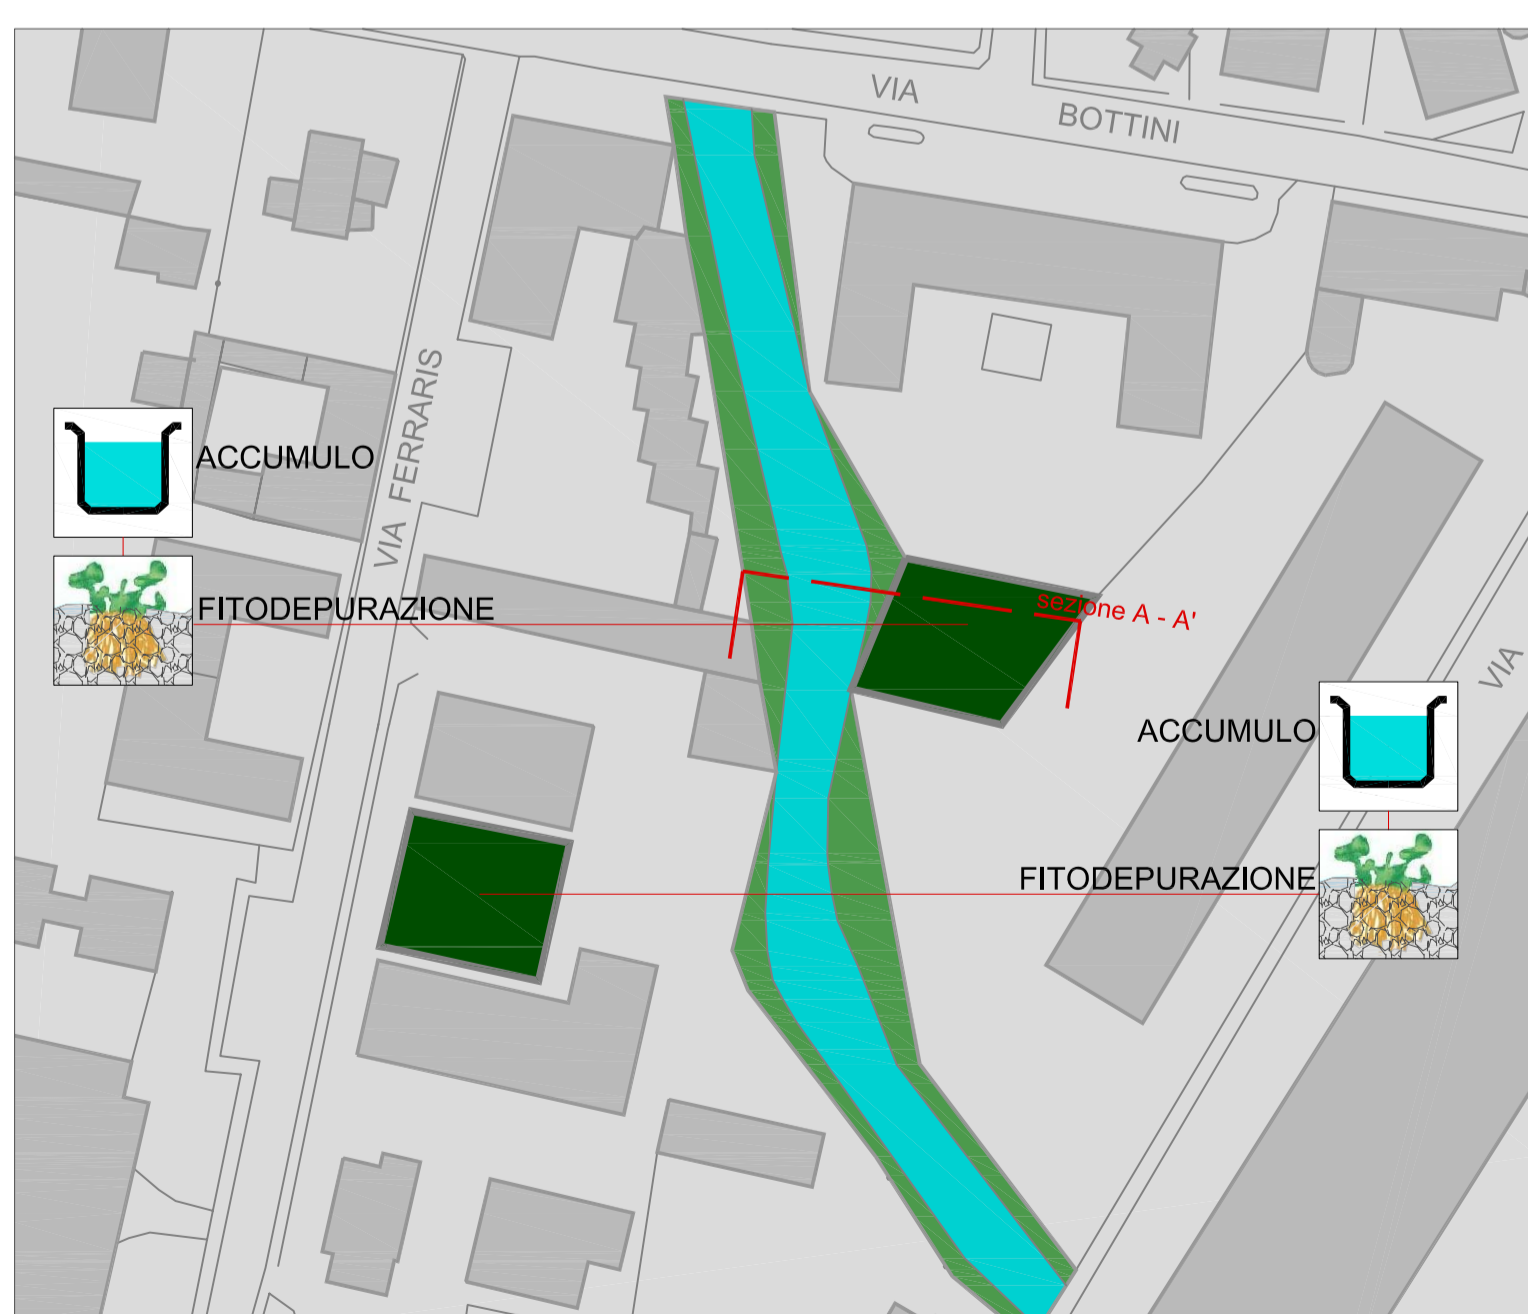 VIA BOTTINI
VIA FERRARIS
ACCUMULO
FITODEPURAZIONE
sezione A - A'
VIA
ACCUMULO
FITODEPURAZIONE